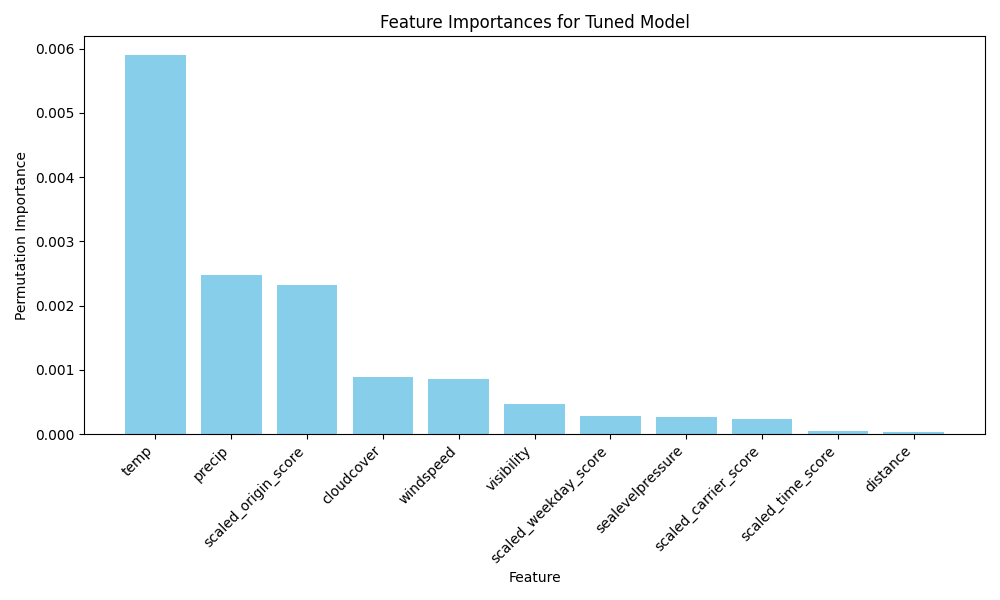 Feature Importances for Tuned Model
Permutation Importance
0.006
0.005
0.004
0.003
0.002
0.001
0.000
temp
precip
scaled_origin_score
cloudcover
windspeed
visibility
scaled_weekday_score
sealevelpressure
scaled_carrier_score
scaled_time_score
distance
Feature